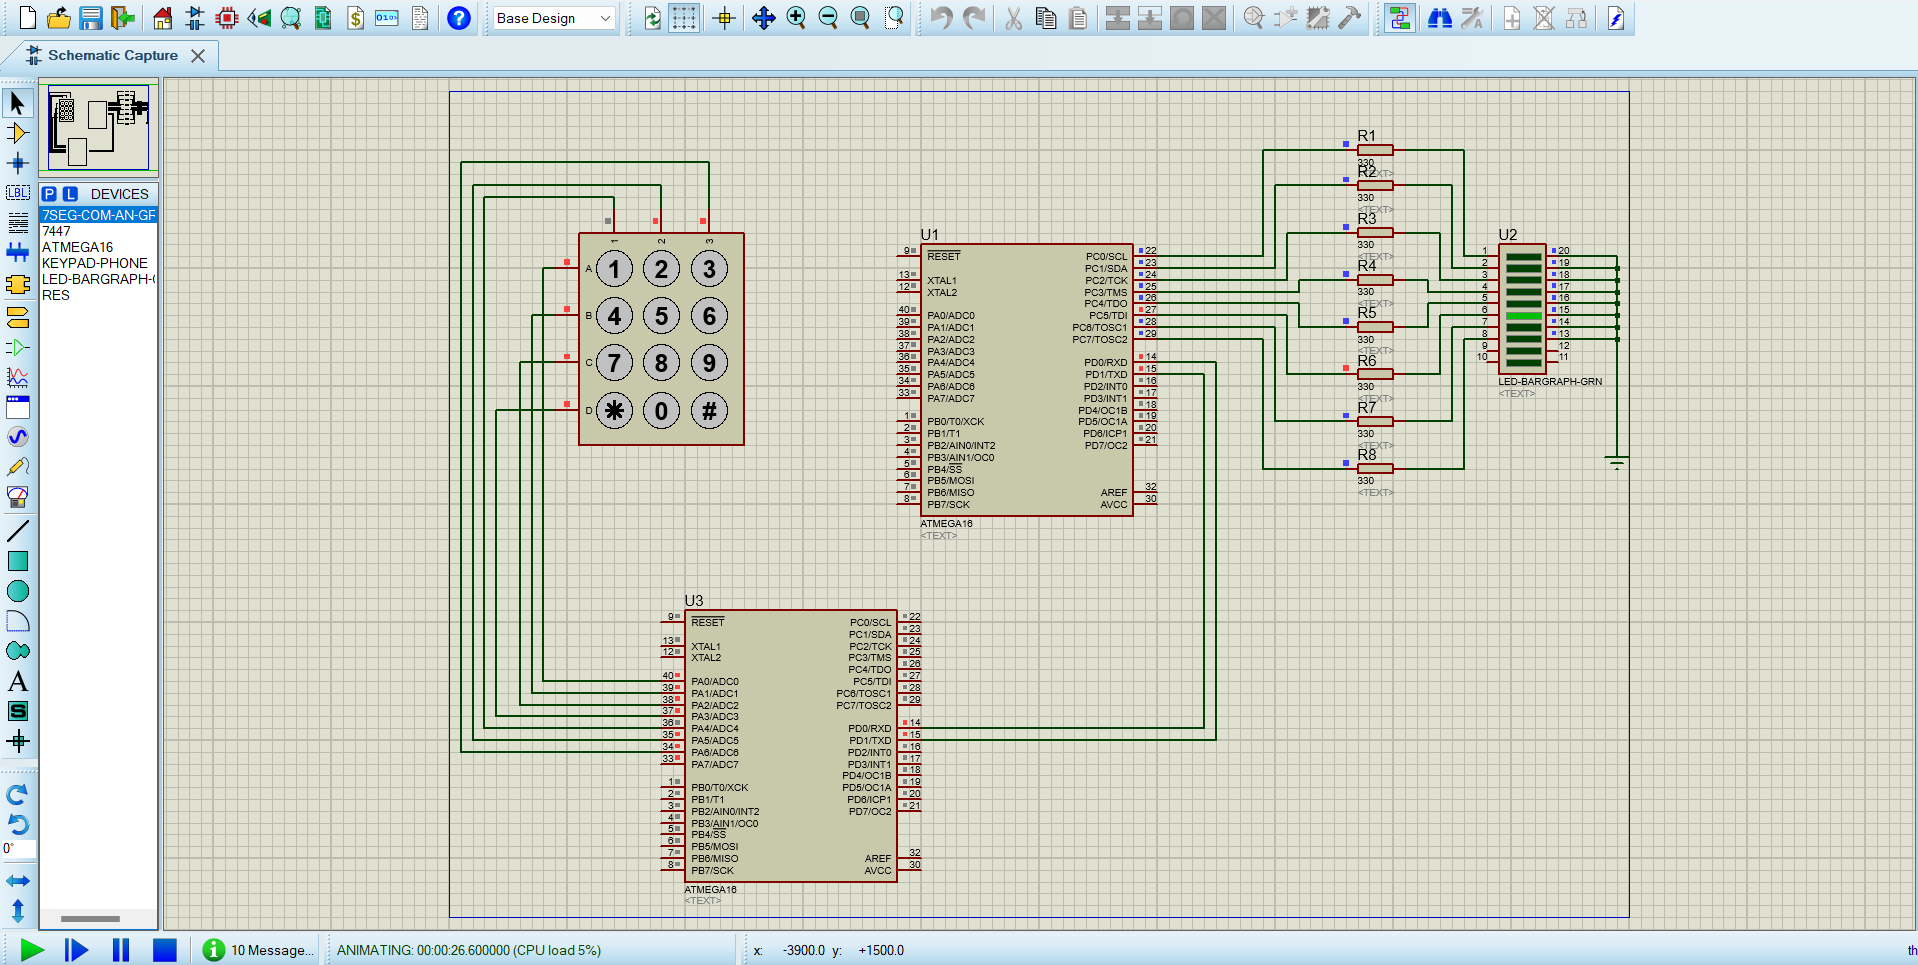 Base Design
Schematic Capture
P L DEVICES
7SEG-COM-AN-GF
7447
ATMEGA16
KEYPAD-PHONE
LED-BARGRAPH-(
RES
LBL
A
S
0°
1 2 3
A 1 2 3
B 4 5 6
C 7 8 9
D * 0 #
U1
9 RESET
13 XTAL1
12 XTAL2
40 PA0/ADC0
39 PA1/ADC1
38 PA2/ADC2
37 PA3/ADC3
36 PA4/ADC4
35 PA5/ADC5
34 PA6/ADC6
33 PA7/ADC7
1 PB0/T0/XCK
2 PB1/T1
3 PB2/AIN0/INT2
4 PB3/AIN1/OC0
5 PB4/SS
6 PB5/MOSI
7 PB6/MISO
8 PB7/SCK
PC0/SCL 22
PC1/SDA 23
PC2/TCK 24
PC3/TMS 25
PC4/TDO 26
PC5/TDI 27
PC6/TOSC1 28
PC7/TOSC2 29
PD0/RXD 14
PD1/TXD 15
PD2/INT0 16
PD3/INT1 17
PD4/OC1B 18
PD5/OC1A 19
PD6/ICP1 20
PD7/OC2 21
AREF 32
AVCC 30
ATMEGA16
<TEXT>
R1
330
<TEXT>
R2
330
<TEXT>
R3
330
<TEXT>
R4
330
<TEXT>
R5
330
<TEXT>
R6
330
<TEXT>
R7
330
<TEXT>
R8
330
<TEXT>
U2
1 20
2 19
3 18
4 17
5 16
6 15
7 14
8 13
9 12
10 11
LED-BARGRAPH-GRN
<TEXT>
U3
9 RESET
13 XTAL1
12 XTAL2
40 PA0/ADC0
39 PA1/ADC1
38 PA2/ADC2
37 PA3/ADC3
36 PA4/ADC4
35 PA5/ADC5
34 PA6/ADC6
33 PA7/ADC7
1 PB0/T0/XCK
2 PB1/T1
3 PB2/AIN0/INT2
4 PB3/AIN1/OC0
5 PB4/SS
6 PB5/MOSI
7 PB6/MISO
8 PB7/SCK
PC0/SCL 22
PC1/SDA 23
PC2/TCK 24
PC3/TMS 25
PC4/TDO 26
PC5/TDI 27
PC6/TOSC1 28
PC7/TOSC2 29
PD0/RXD 14
PD1/TXD 15
PD2/INT0 16
PD3/INT1 17
PD4/OC1B 18
PD5/OC1A 19
PD6/ICP1 20
PD7/OC2 21
AREF 32
AVCC 30
ATMEGA16
<TEXT>
10 Message... ANIMATING: 00:00:26.600000 (CPU load 5%) x: -3900.0 y: +1500.0 th